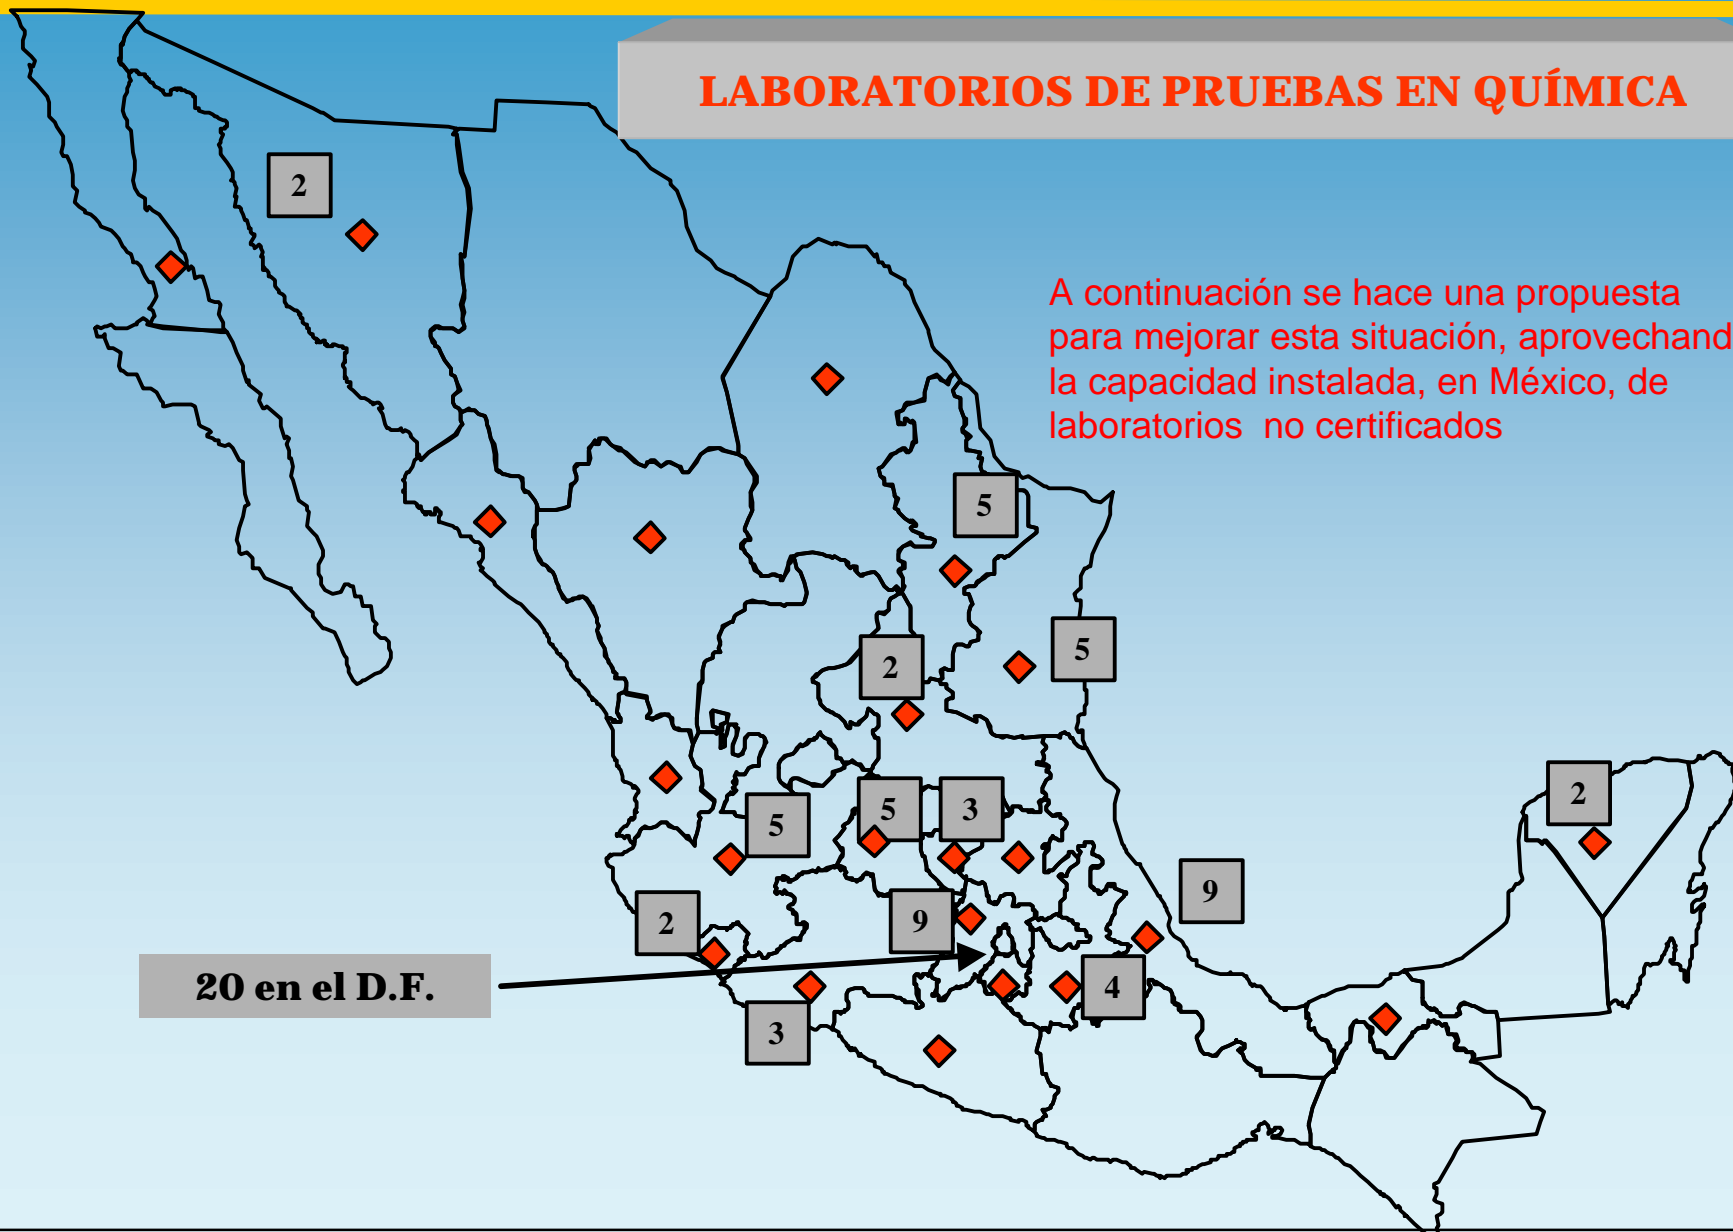 LABORATORIOS DE PRUEBAS EN QUÍMICA
2
A continuación se hace una propuesta
para mejorar esta situación, aprovechand
la capacidad instalada, en México, de
laboratorios no certificados
5
5
2
5
5
3
2
9
2
9
20 en el D.F.
4
3